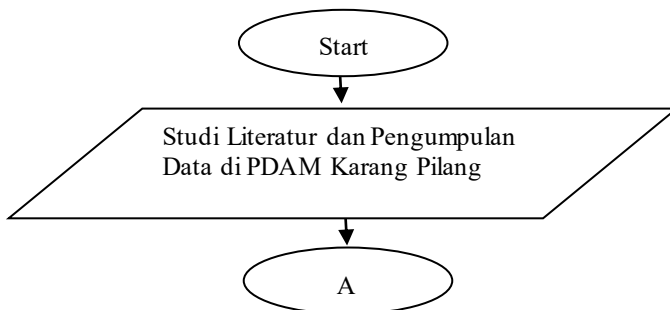 Start
Studi Literatur dan Pengumpulan
Data di PDAM Karang Pilang
A